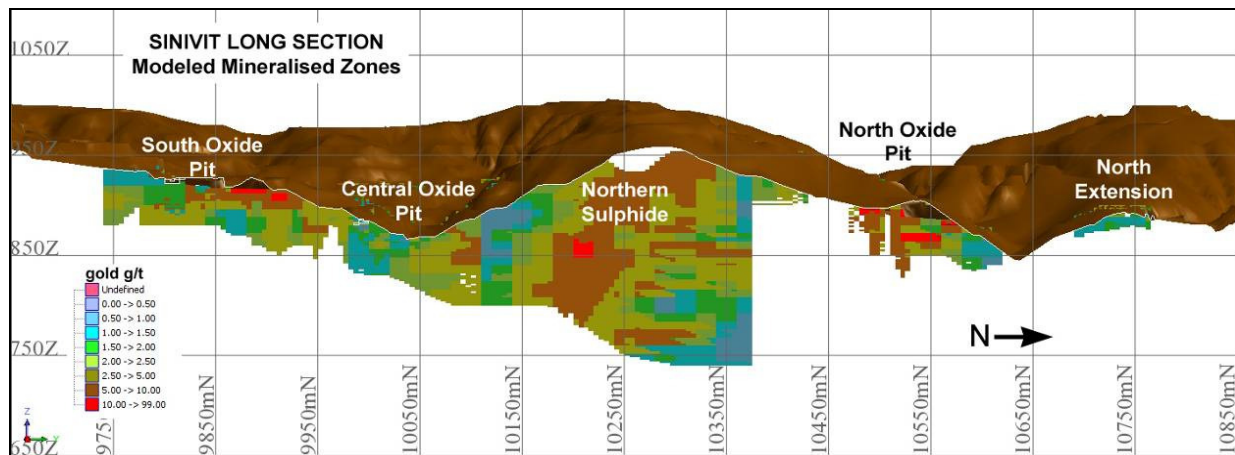 SINIVIT LONG SECTION
Modeled Mineralised Zones
1050Z
950Z
850Z
750Z
650Z
South Oxide
Pit
Central Oxide
Pit
Northern
Sulphide
North Oxide
Pit
North
Extension
gold g/t
Undefined
0.00 -> 0.50
0.50 -> 1.00
1.00 -> 1.50
1.50 -> 2.00
2.00 -> 2.50
2.50 -> 5.00
5.00 -> 10.00
10.00 -> 99.00
N
Z
Y
9750mN
9850mN
9950mN
10050mN
10150mN
10250mN
10350mN
10450mN
10550mN
10650mN
10750mN
10850mN